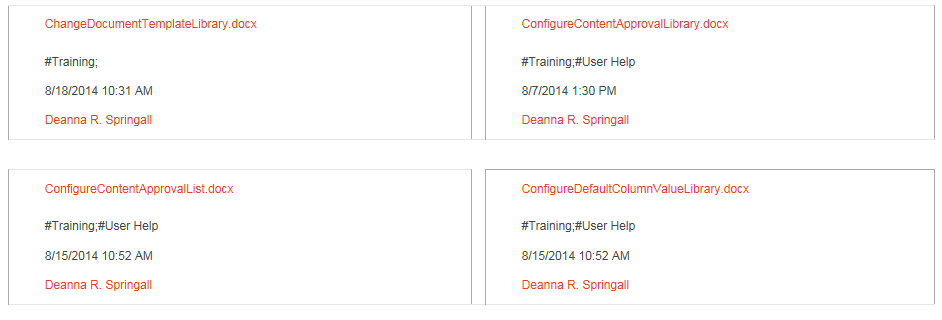 ChangeDocumentTemplateLibrary.docx
#Training;
8/18/2014 10:31 AM
Deanna R. Springall
ConfigureContentApprovalLibrary.docx
#Training;#User Help
8/7/2014 1:30 PM
Deanna R. Springall
ConfigureContentApprovalList.docx
#Training;#User Help
8/15/2014 10:52 AM
Deanna R. Springall
ConfigureDefaultColumnValueLibrary.docx
#Training;#User Help
8/15/2014 10:52 AM
Deanna R. Springall